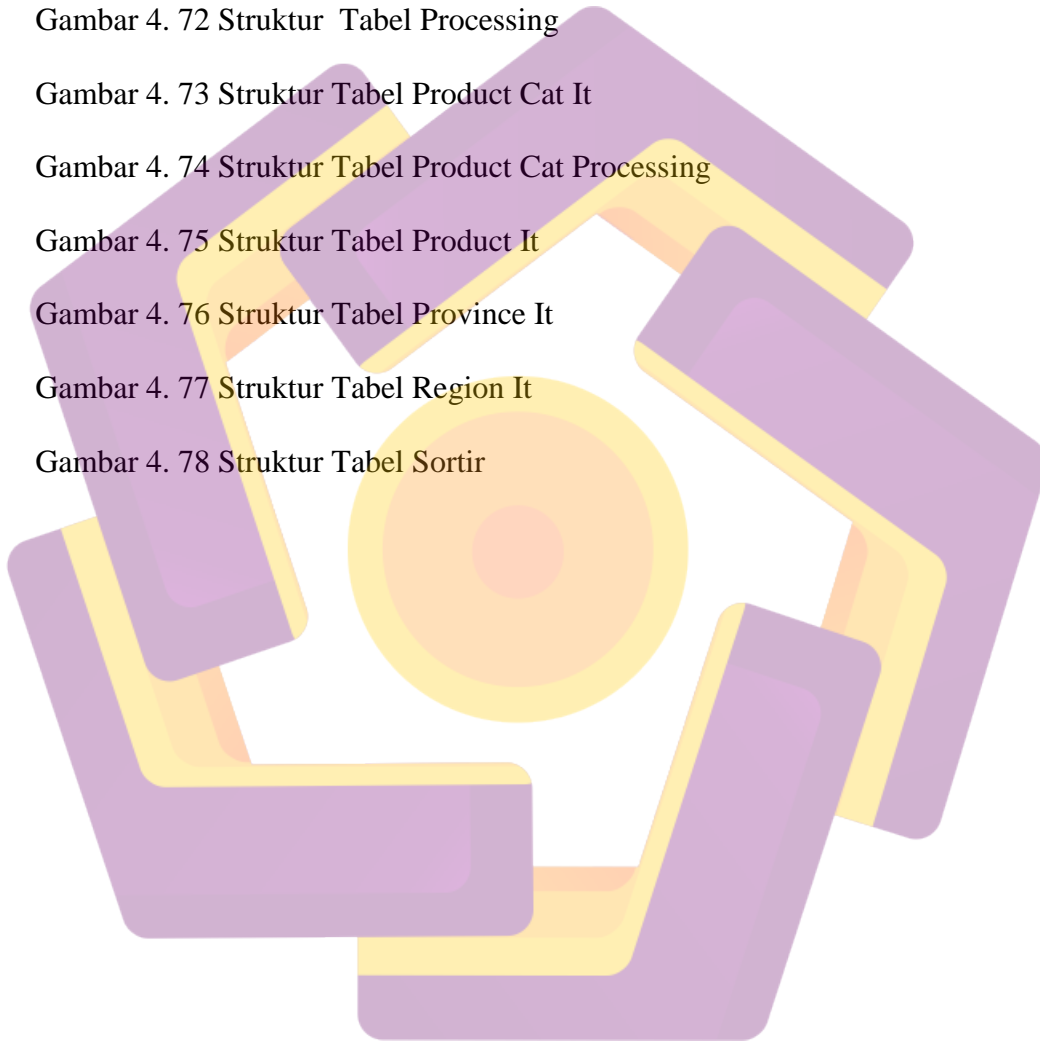 Gambar 4. 72 Struktur  Tabel Processing
Gambar 4. 73 Struktur Tabel Product Cat It
Gambar 4. 74 Struktur Tabel Product Cat Processing
Gambar 4. 75 Struktur Tabel Product It
Gambar 4. 76 Struktur Tabel Province It
Gambar 4. 77 Struktur Tabel Region It
Gambar 4. 78 Struktur Tabel Sortir